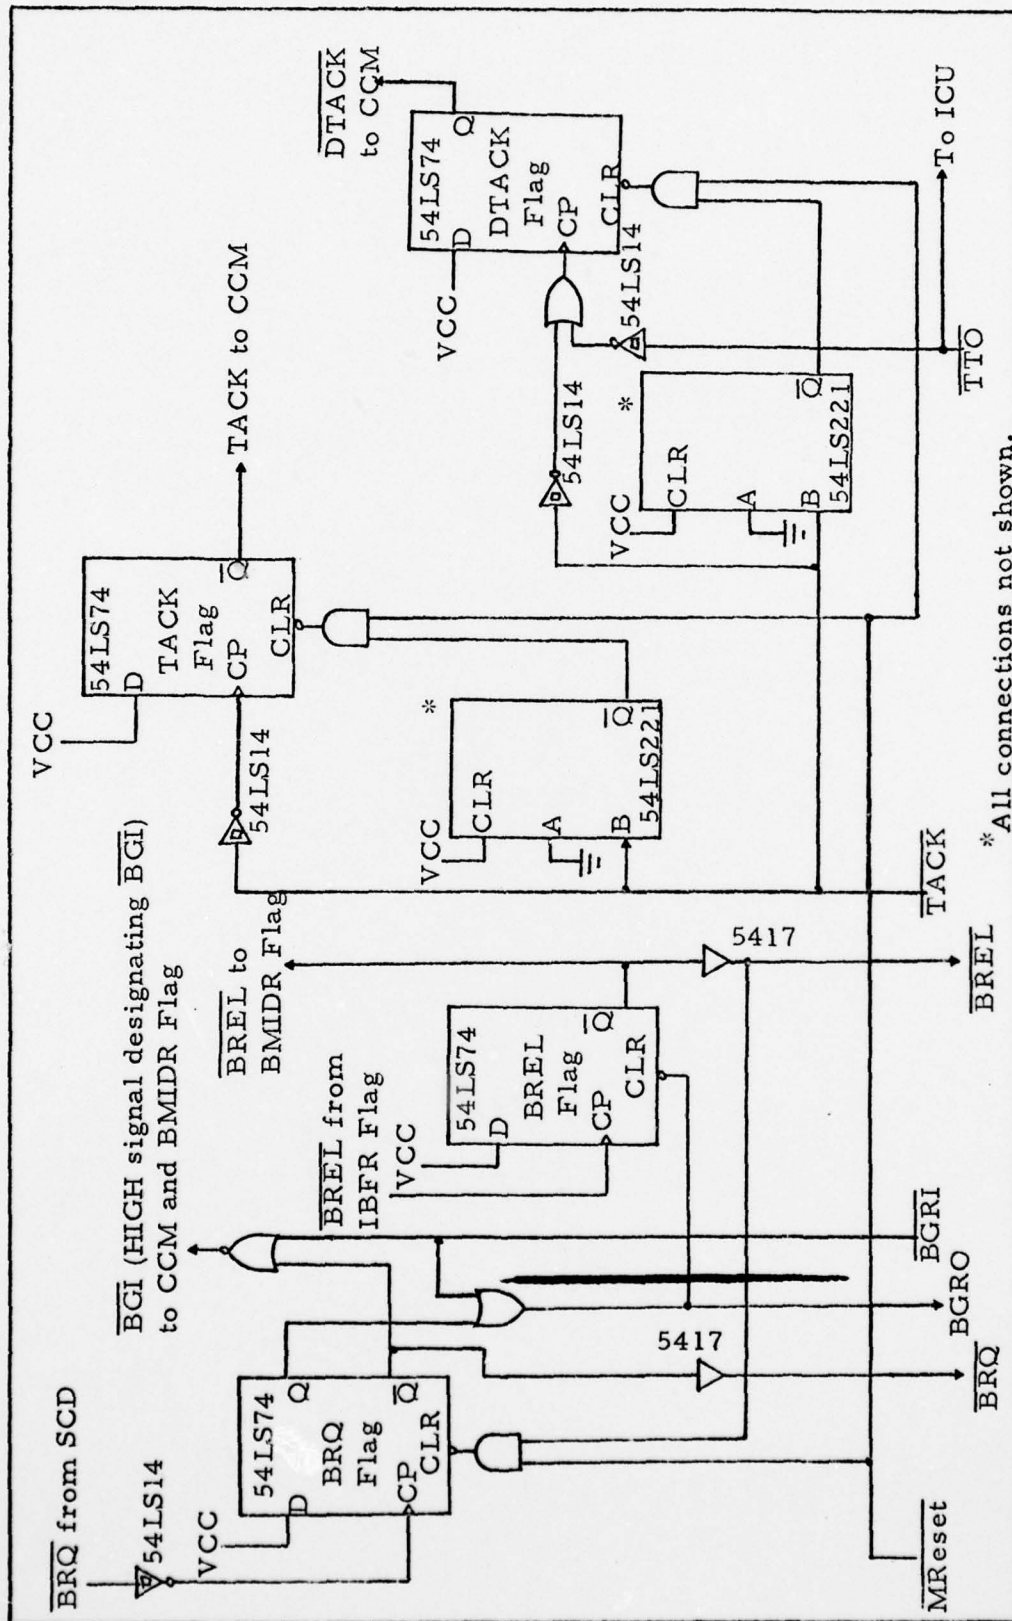 BRQ from SCD
54LS14
VCC
54LS74
D
Q
BRQ
Flag
Q
CP
CLR
BGI (HIGH signal designating BGI)
to CCM and BMIDR Flag
BREL from
IBFR Flag
VCC
54LS74
D
BREL
Flag
Q
CP
CLR
BREL to
BMIDR Flag
5417
5417
MReset
BRQ
BGRO
BGRI
BREL
TACK
VCC
54LS14
54LS74
D
TACK
Flag
Q
CP
CLR
TACK to CCM
VCC
CLR
*
A
B
Q
54LS221
54LS14
VCC
CLR
*
A
B
Q
54LS221
VCC
54LS74
D
Q
DTACK
Flag
CP
CLR
54LS14
DTACK
to CCM
TTO
To ICU
* All connections not shown.